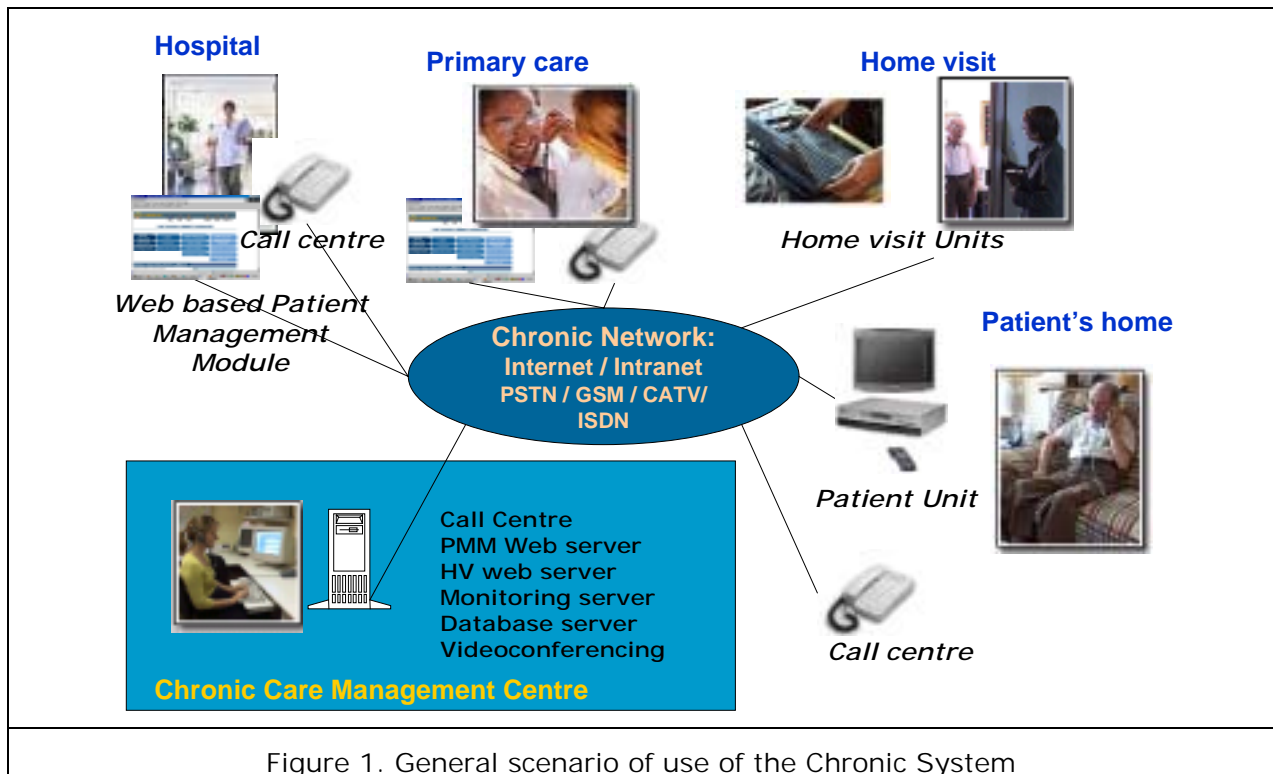 Hospital
Primary care
Home visit
Call centre
Home visit Units
Web based Patient
Management
Module
Chronic Network:
Internet / Intranet
PSTN / GSM / CATV/
ISDN
Patient's home
Patient Unit
Call Centre
PMM Web server
HV web server
Monitoring server
Database server
Videoconferencing
Call centre
Chronic Care Management Centre
Figure 1. General scenario of use of the Chronic System